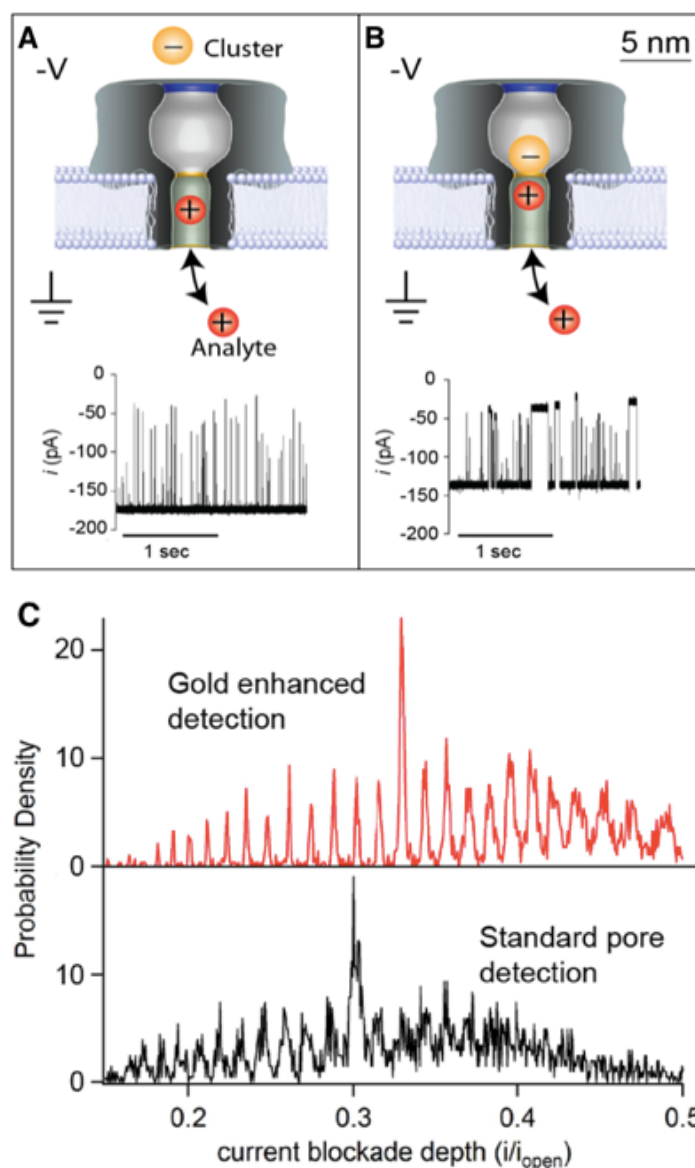 A
− Cluster
-V
+
+
Analyte
0
-50
-100
-150
-200
i (pA)
1 sec
B
5 nm
-V
−
+
+
0
-50
-100
-150
-200
i (pA)
1 sec
C
20
10
0
Gold enhanced
detection
Probability Density
10
0
Standard pore
detection
0.2 0.3 0.4 0.5
current blockade depth (i/iopen)